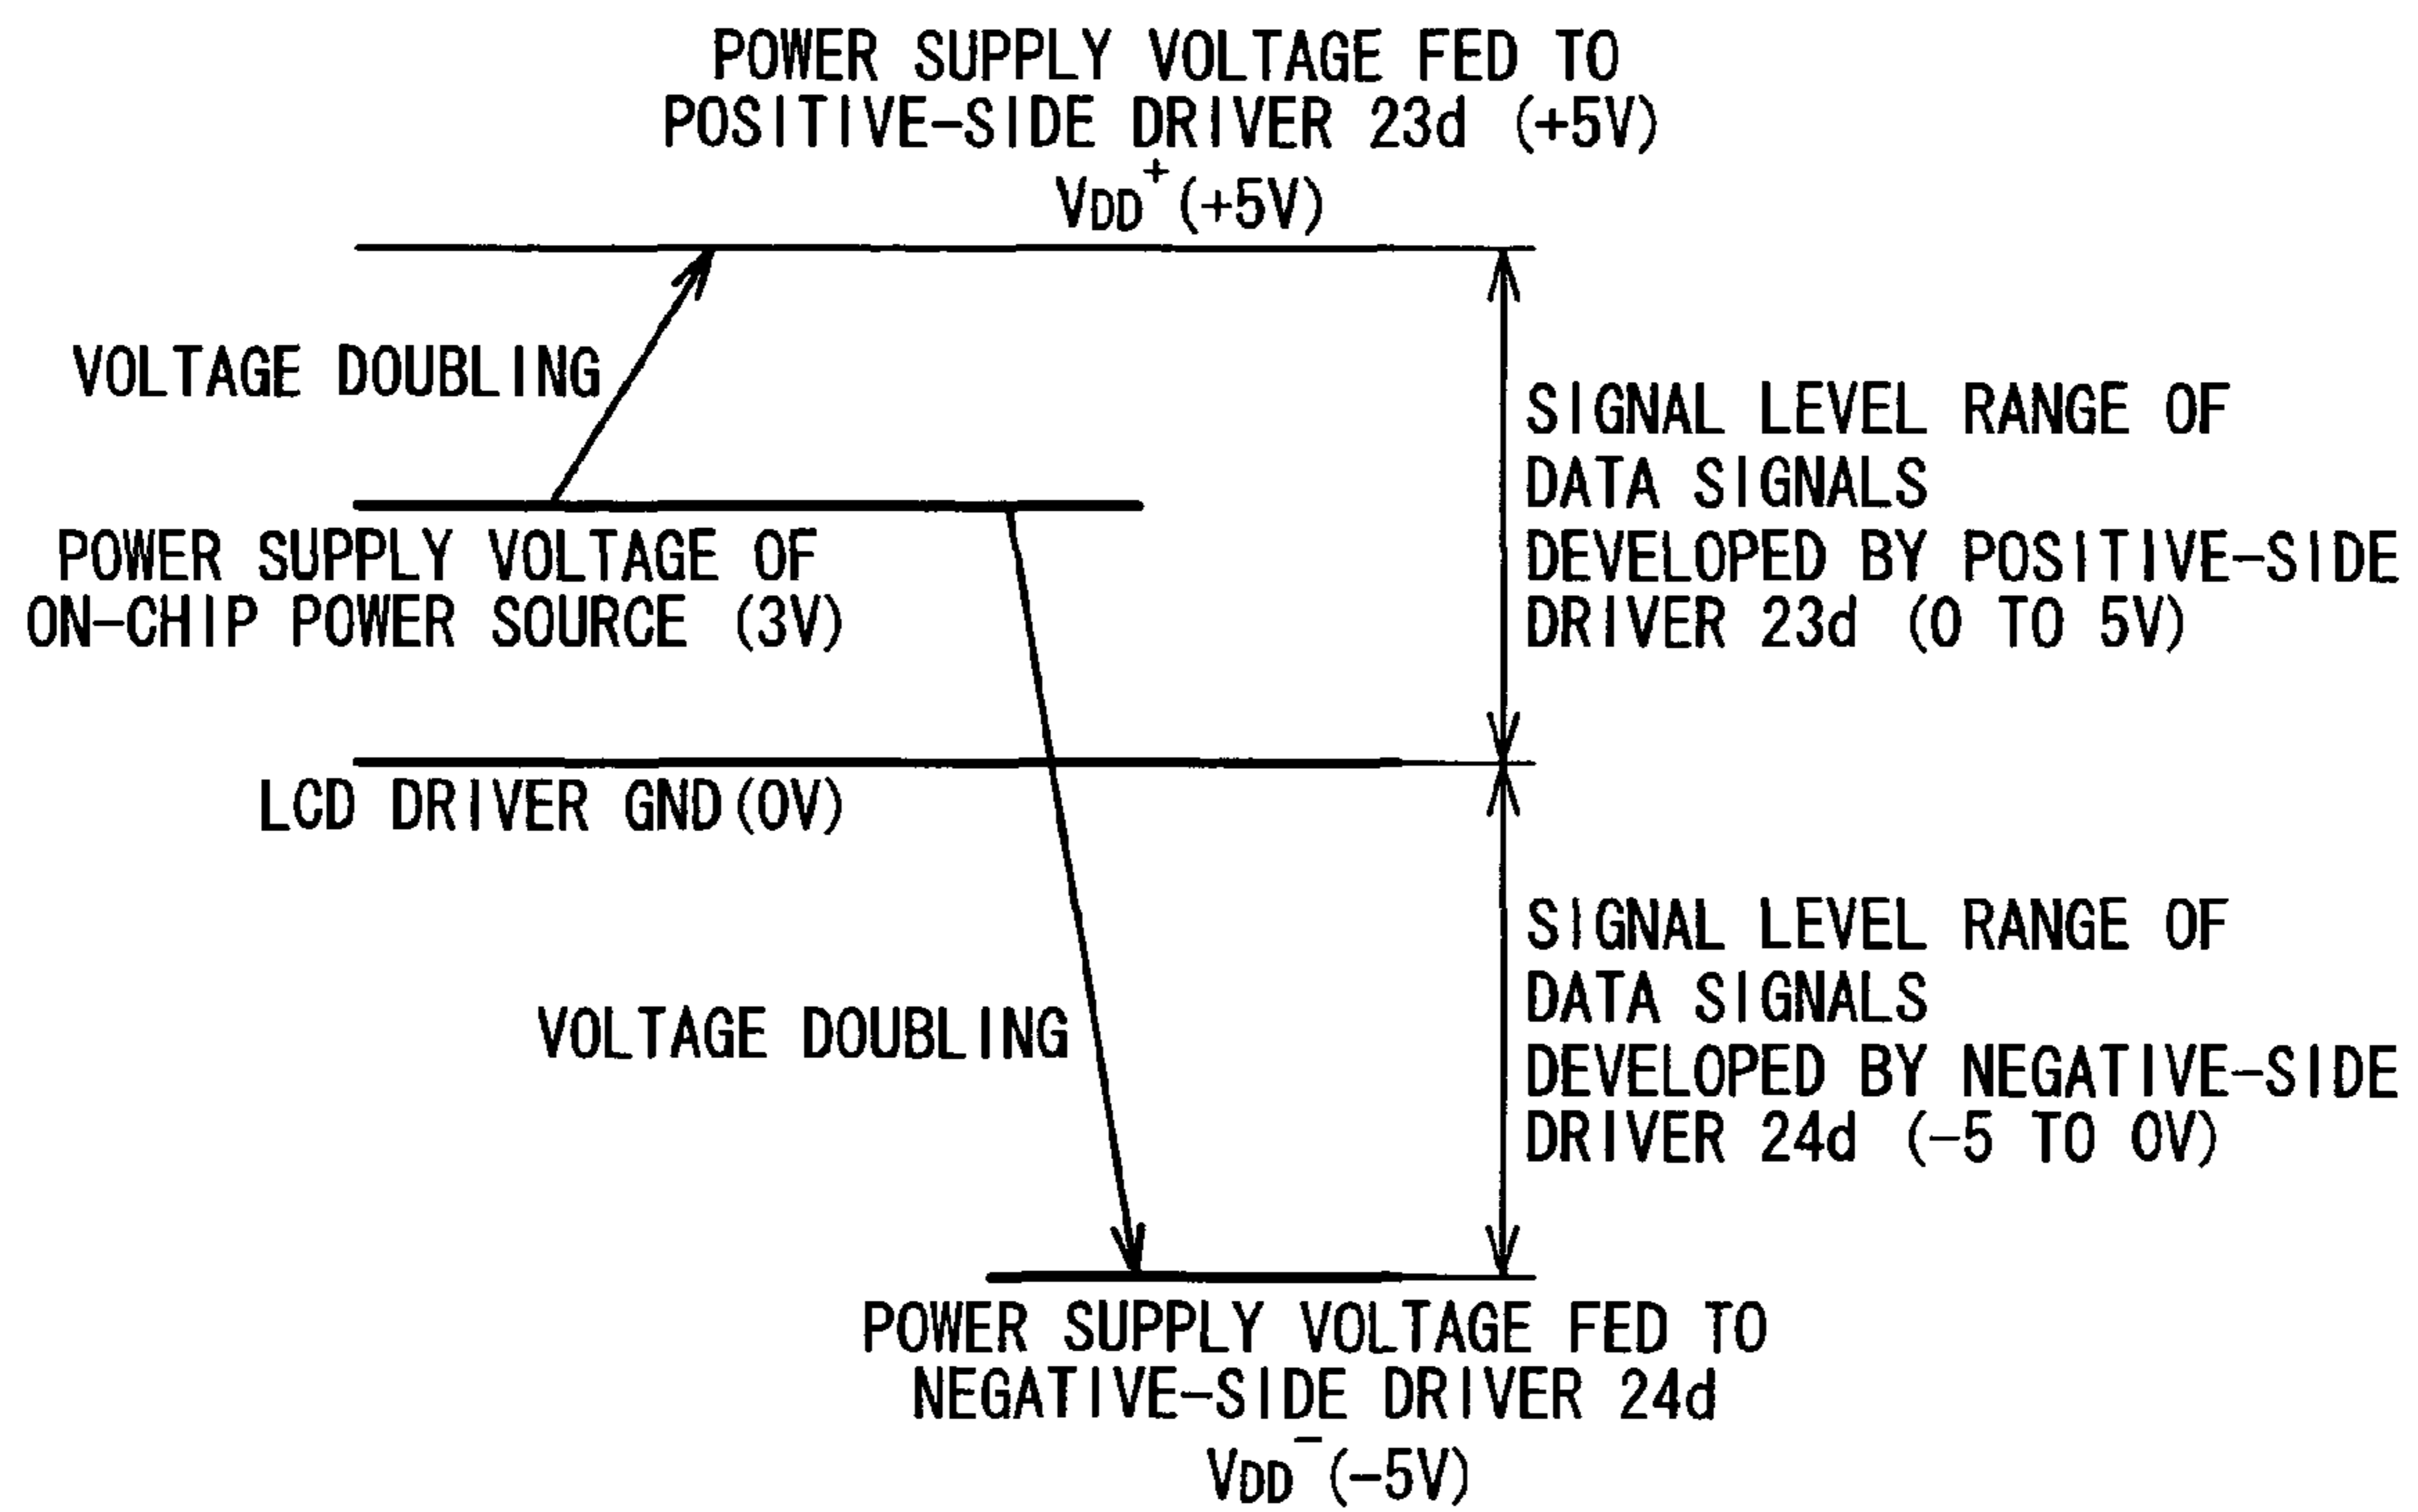 POWER SUPPLY VOLTAGE FED TO
POSITIVE-SIDE DRIVER 23d (+5V)
VDD+(+5V)
VOLTAGE DOUBLING
SIGNAL LEVEL RANGE OF
DATA SIGNALS
DEVELOPED BY POSITIVE-SIDE
DRIVER 23d (0 TO 5V)
POWER SUPPLY VOLTAGE OF
ON-CHIP POWER SOURCE (3V)
LCD DRIVER GND(0V)
SIGNAL LEVEL RANGE OF
DATA SIGNALS
DEVELOPED BY NEGATIVE-SIDE
DRIVER 24d (-5 TO 0V)
VOLTAGE DOUBLING
POWER SUPPLY VOLTAGE FED TO
NEGATIVE-SIDE DRIVER 24d
VDD-(-5V)